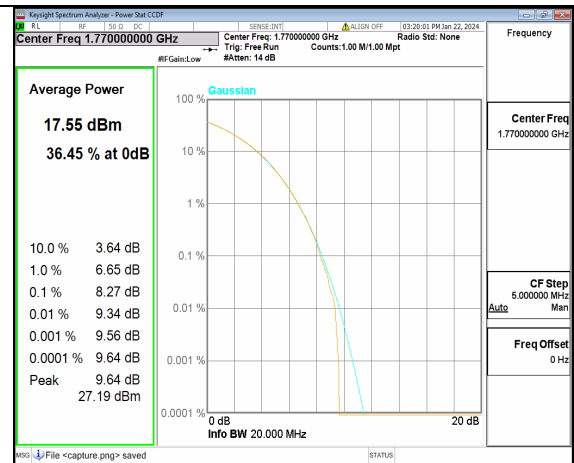 Keysight Spectrum Analyzer - Power Stat CCDF
RL RF 50 Ω DC SENSE:INT ALIGN OFF 03:20:01 PM Jan 22, 2024
Center Freq 1.770000000 GHz
Center Freq: 1.770000000 GHz Radio Std: None
Trig: Free Run Counts:1.00 M/1.00 Mpt
#IFGain:Low #Atten: 14 dB
Frequency
Average Power
17.55 dBm
36.45 % at 0dB
10.0 % 3.64 dB
1.0 % 6.65 dB
0.1 % 8.27 dB
0.01 % 9.34 dB
0.001 % 9.56 dB
0.0001 % 9.64 dB
Peak 9.64 dB
27.19 dBm
Gaussian
100 %
10 %
1 %
0.1 %
0.01 %
0.001 %
0.0001 %
0 dB 20 dB
Info BW 20.000 MHz
Center Freq
1.770000000 GHz
CF Step
5.000000 MHz
Auto Man
Freq Offset
0 Hz
MSG File <capture.png> saved STATUS